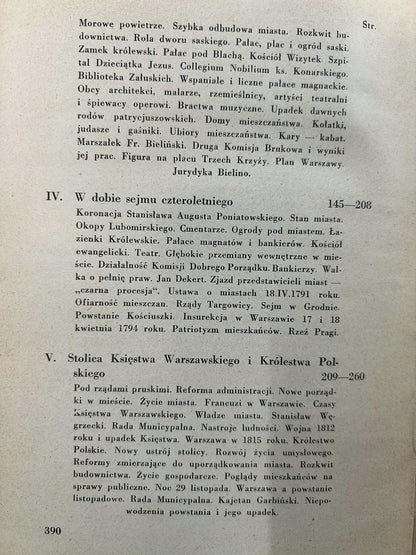 Str.
Morowe powietrze. Szybka odbudowa miasta. Rozkwit bu-
downictwa. Rola dworu saskiego. Pałac, plac i ogród saski.
Zamek królewski. Pałac pod Blachą. Kościół Wizytek. Szpi-
tal Dzieciątka Jezus. Collegium Nobilium ks. Konarskiego.
Biblioteka Załuskich. Wspaniałe i liczne pałace magnackie.
Obcy architekci, malarze, rzemieślnicy, artyści teatralni
i śpiewacy operowi. Bractwa muzyczne. Upadek dawnych
rodów patrycjuszowskich. Domy mieszczaństwa. Kołatki,
judasze i gaśniki. Ubiory mieszczaństwa. Kary — kabat.
Marszałek Fr. Bieliński. Druga Komisja Brukowa i wyniki
jej prac. Figura na placu Trzech Krzyży. Plan Warszawy.
Jurydyka Bielino.
IV. W dobie sejmu czteroletniego 145—208
Koronacja Stanisława Augusta Poniatowskiego. Stan miasta.
Okopy Lubomirskiego. Cmentarze. Ogrody pod miastem. Ła-
zienki Królewskie. Pałace magnatów i bankierów. Kościół
ewangelicki. Teatr. Głębokie przemiany wewnętrzne w mie-
ście. Działalność Komisji Dobrego Porządku. Bankierzy. Wal-
ka o pełnię praw. Jan Dekert. Zjazd przedstawicieli miast —
„czarna procesja". Ustawa o miastach 18.IV.1791 roku.
Ofiarność mieszczan. Rządy Targowicy. Sejm w Grodnie.
Powstanie Kościuszki. Insurekcja w Warszawie 17 i 18
kwietnia 1794 roku. Patriotyzm mieszkańców. Rzeź Pragi.
V. Stolica Księstwa Warszawskiego i Królestwa Pol-
skiego 209—260
Pod rządami pruskimi. Reforma administracji. Nowe porząd-
ki w mieście. Życie miasta. Francuzi w Warszawie. Czasy
Księstwa Warszawskiego. Władze miasta. Stanisław Wę-
grzecki. Rada Municypalna. Nastroje ludności. Wojna 1812
roku i upadek Księstwa. Warszawa w 1815 roku. Królestwo
Polskie. Nowy ustrój stolicy. Rozwój życia umysłowego.
Reformy zmierzające do uporządkowania miasta. Rozkwit
budownictwa. Życie gospodarcze. Poglądy mieszkańców na
sprawy publiczne. Noc 29 listopada. Warszawa a powstanie
listopadowe. Rada Municypalna. Kajetan Garbiński. Niepo-
wodzenia powstania i jego upadek.
390